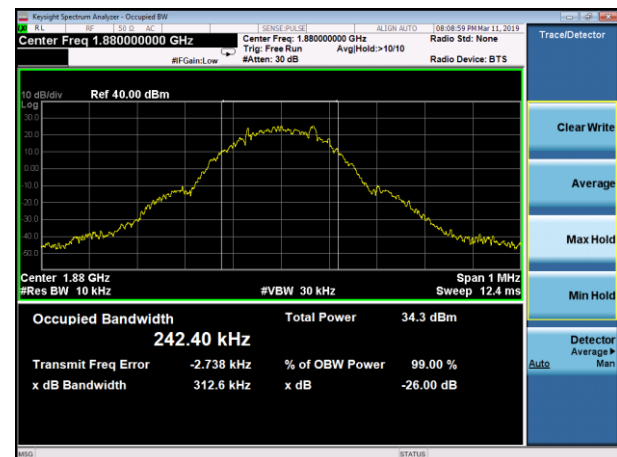 Keysight Spectrum Analyzer - Occupied BW
RL RF 50 Ω AC SENSE:PULSE ALIGN AUTO 08:08:59 PM Mar 11, 2019
Center Freq 1.880000000 GHz
Center Freq: 1.880000000 GHz
Radio Std: None
Trig: Free Run Avg|Hold:>10/10
#IFGain:Low #Atten: 30 dB Radio Device: BTS
10 dB/div Ref 40.00 dBm
Log
30.0
20.0
10.0
0.00
-10.0
-20.0
-30.0
-40.0
-50.0
Center 1.88 GHz Span 1 MHz
#Res BW 10 kHz #VBW 30 kHz Sweep 12.4 ms
Occupied Bandwidth Total Power 34.3 dBm
242.40 kHz
Transmit Freq Error -2.738 kHz % of OBW Power 99.00 %
x dB Bandwidth 312.6 kHz x dB -26.00 dB
MSG STATUS
Trace/Detector
Clear Write
Average
Max Hold
Min Hold
Detector
Average▶
Auto Man